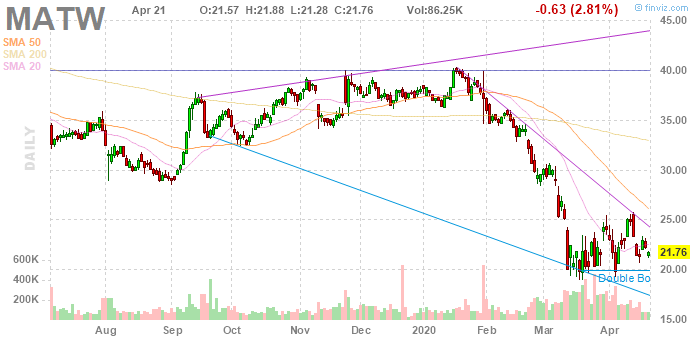 MATW Apr 21 O:21.57 H:21.88 L:21.28 C:21.76 Vol:86.25K -0.63 (2.81%)
© finviz.com
SMA 50
SMA 200
SMA 20
DAILY
45.00
40.00
35.00
30.00
25.00
21.76
20.00
15.00
600K
400K
200K
Double Bo
Aug Sep Oct Nov Dec 2020 Feb Mar Apr